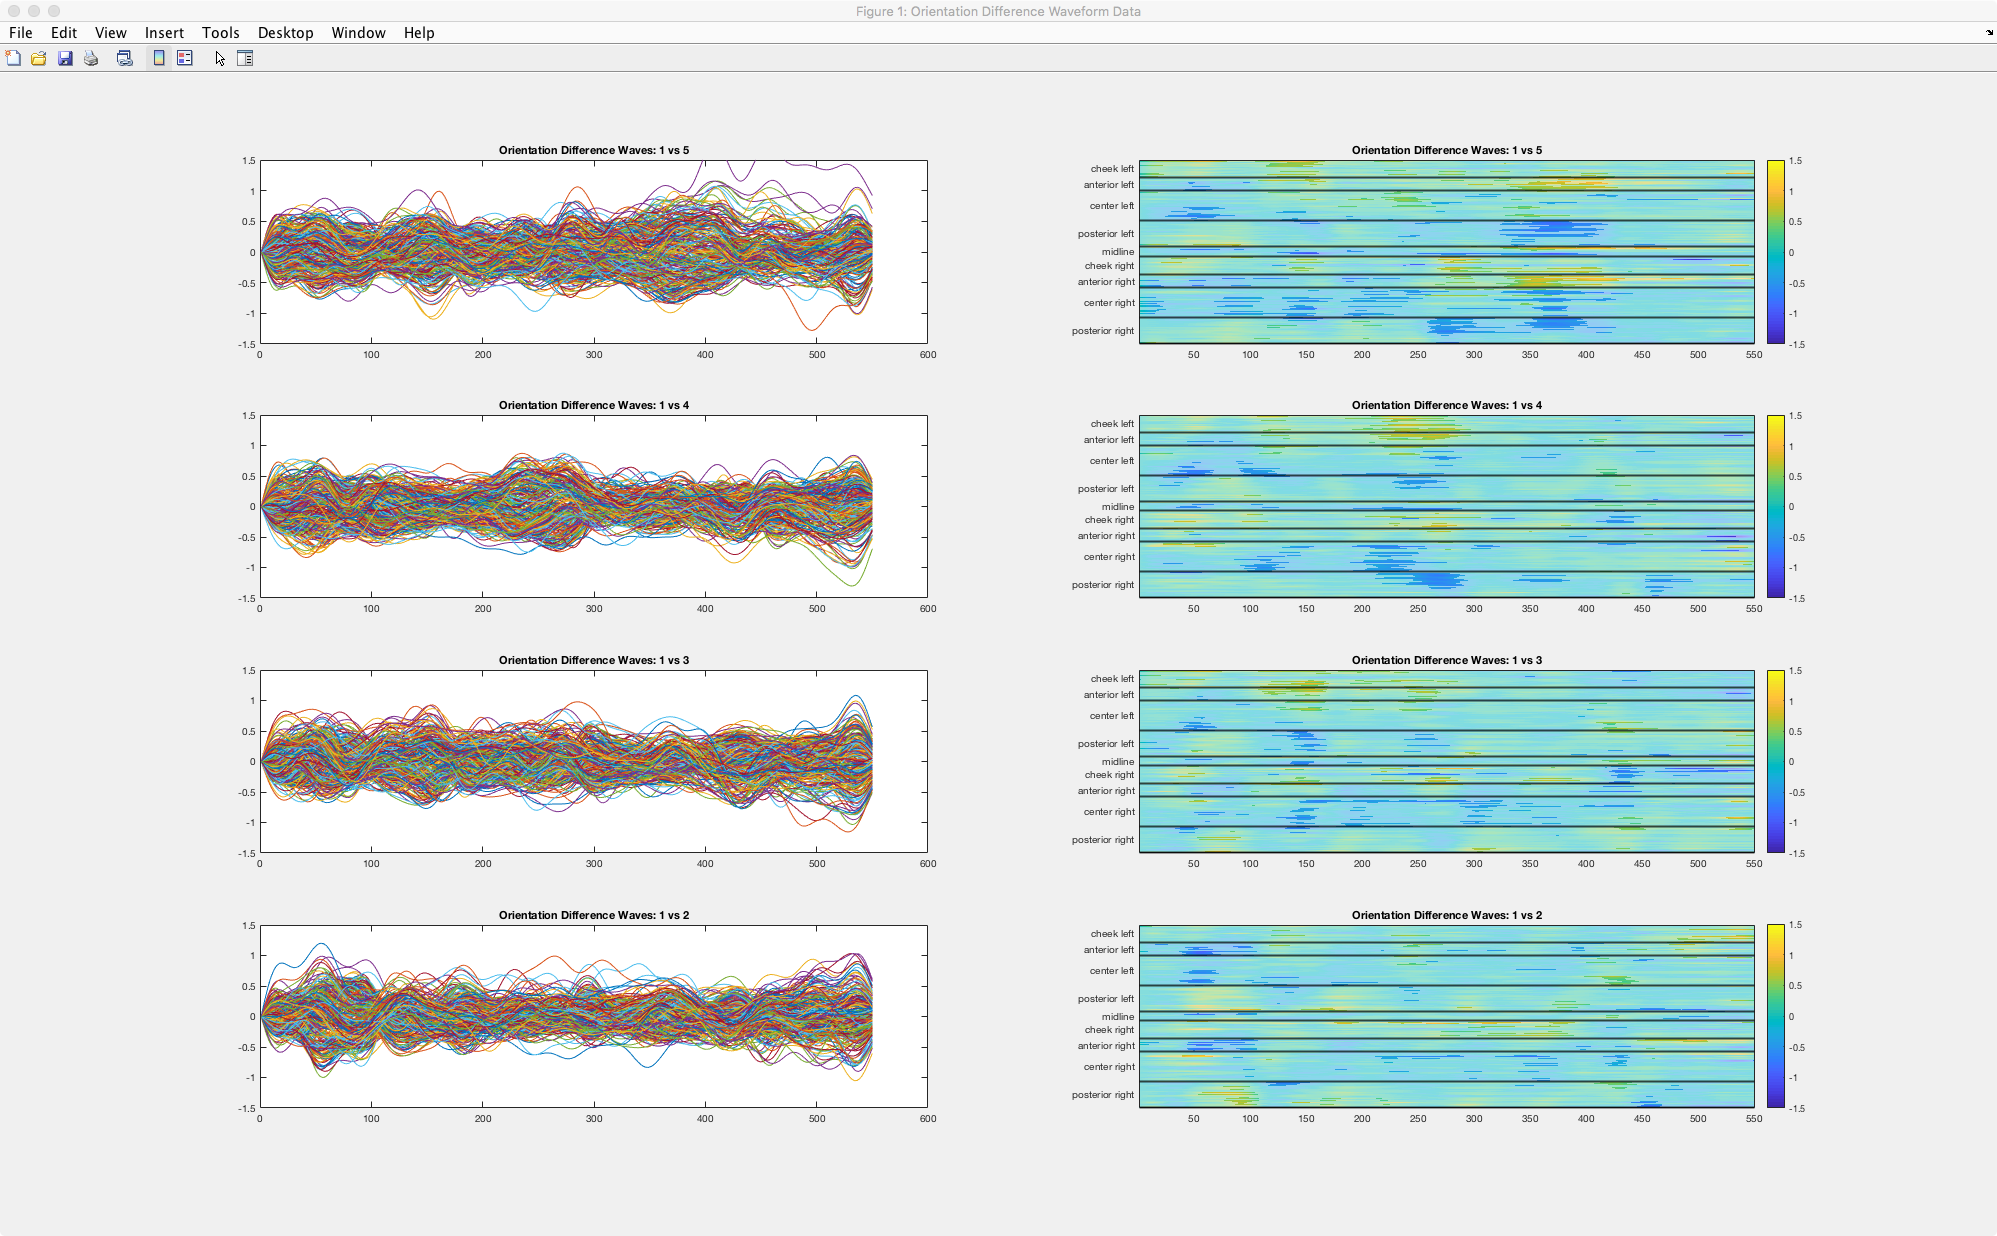 Figure 1: Orientation Difference Waveform Data
File Edit View Insert Tools Desktop Window Help
Orientation Difference Waves: 1 vs 5
1.5
1
0.5
0
-0.5
-1
-1.5
0 100 200 300 400 500 600
Orientation Difference Waves: 1 vs 5
cheek left
anterior left
center left
posterior left
midline
cheek right
anterior right
center right
posterior right
50 100 150 200 250 300 350 400 450 500 550
1.5
1
0.5
0
-0.5
-1
-1.5
Orientation Difference Waves: 1 vs 4
1.5
1
0.5
0
-0.5
-1
-1.5
0 100 200 300 400 500 600
Orientation Difference Waves: 1 vs 4
cheek left
anterior left
center left
posterior left
midline
cheek right
anterior right
center right
posterior right
50 100 150 200 250 300 350 400 450 500 550
1.5
1
0.5
0
-0.5
-1
-1.5
Orientation Difference Waves: 1 vs 3
1.5
1
0.5
0
-0.5
-1
-1.5
0 100 200 300 400 500 600
Orientation Difference Waves: 1 vs 3
cheek left
anterior left
center left
posterior left
midline
cheek right
anterior right
center right
posterior right
50 100 150 200 250 300 350 400 450 500 550
1.5
1
0.5
0
-0.5
-1
-1.5
Orientation Difference Waves: 1 vs 2
1.5
1
0.5
0
-0.5
-1
-1.5
0 100 200 300 400 500 600
Orientation Difference Waves: 1 vs 2
cheek left
anterior left
center left
posterior left
midline
cheek right
anterior right
center right
posterior right
50 100 150 200 250 300 350 400 450 500 550
1.5
1
0.5
0
-0.5
-1
-1.5